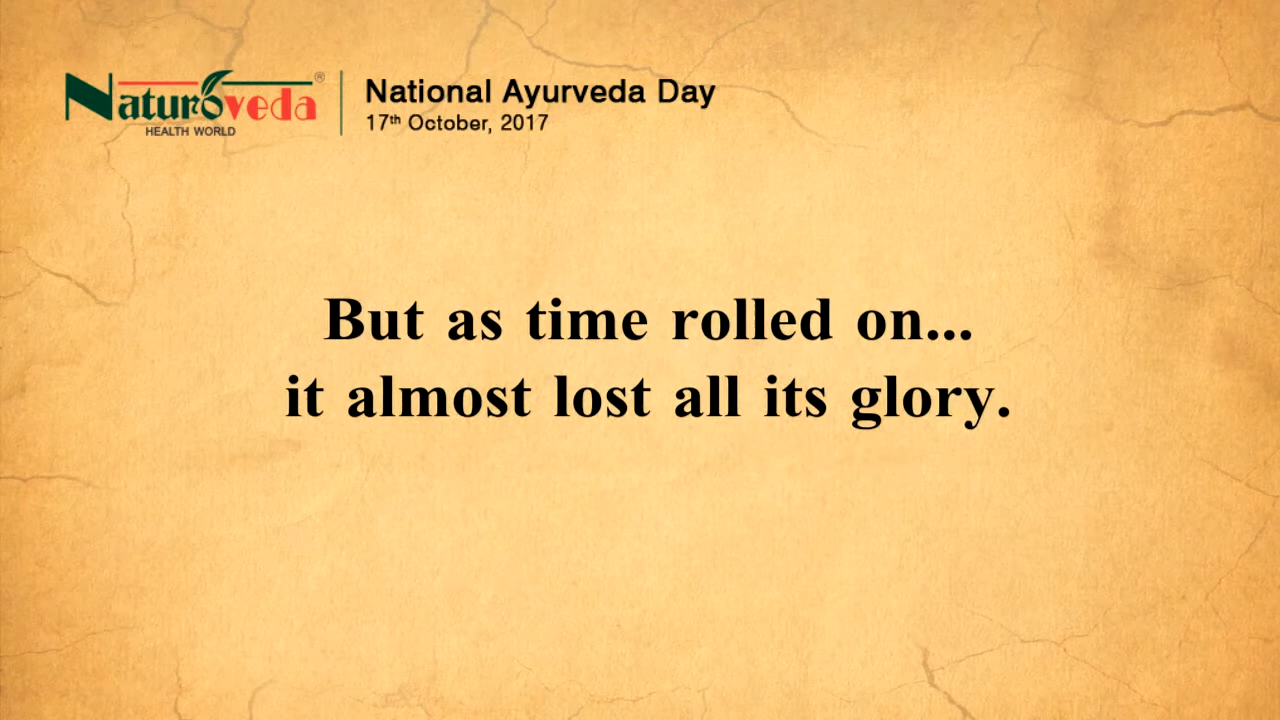 Naturoveda®
HEALTH WORLD
National Ayurveda Day
17th October, 2017
But as time rolled on...
it almost lost all its glory.